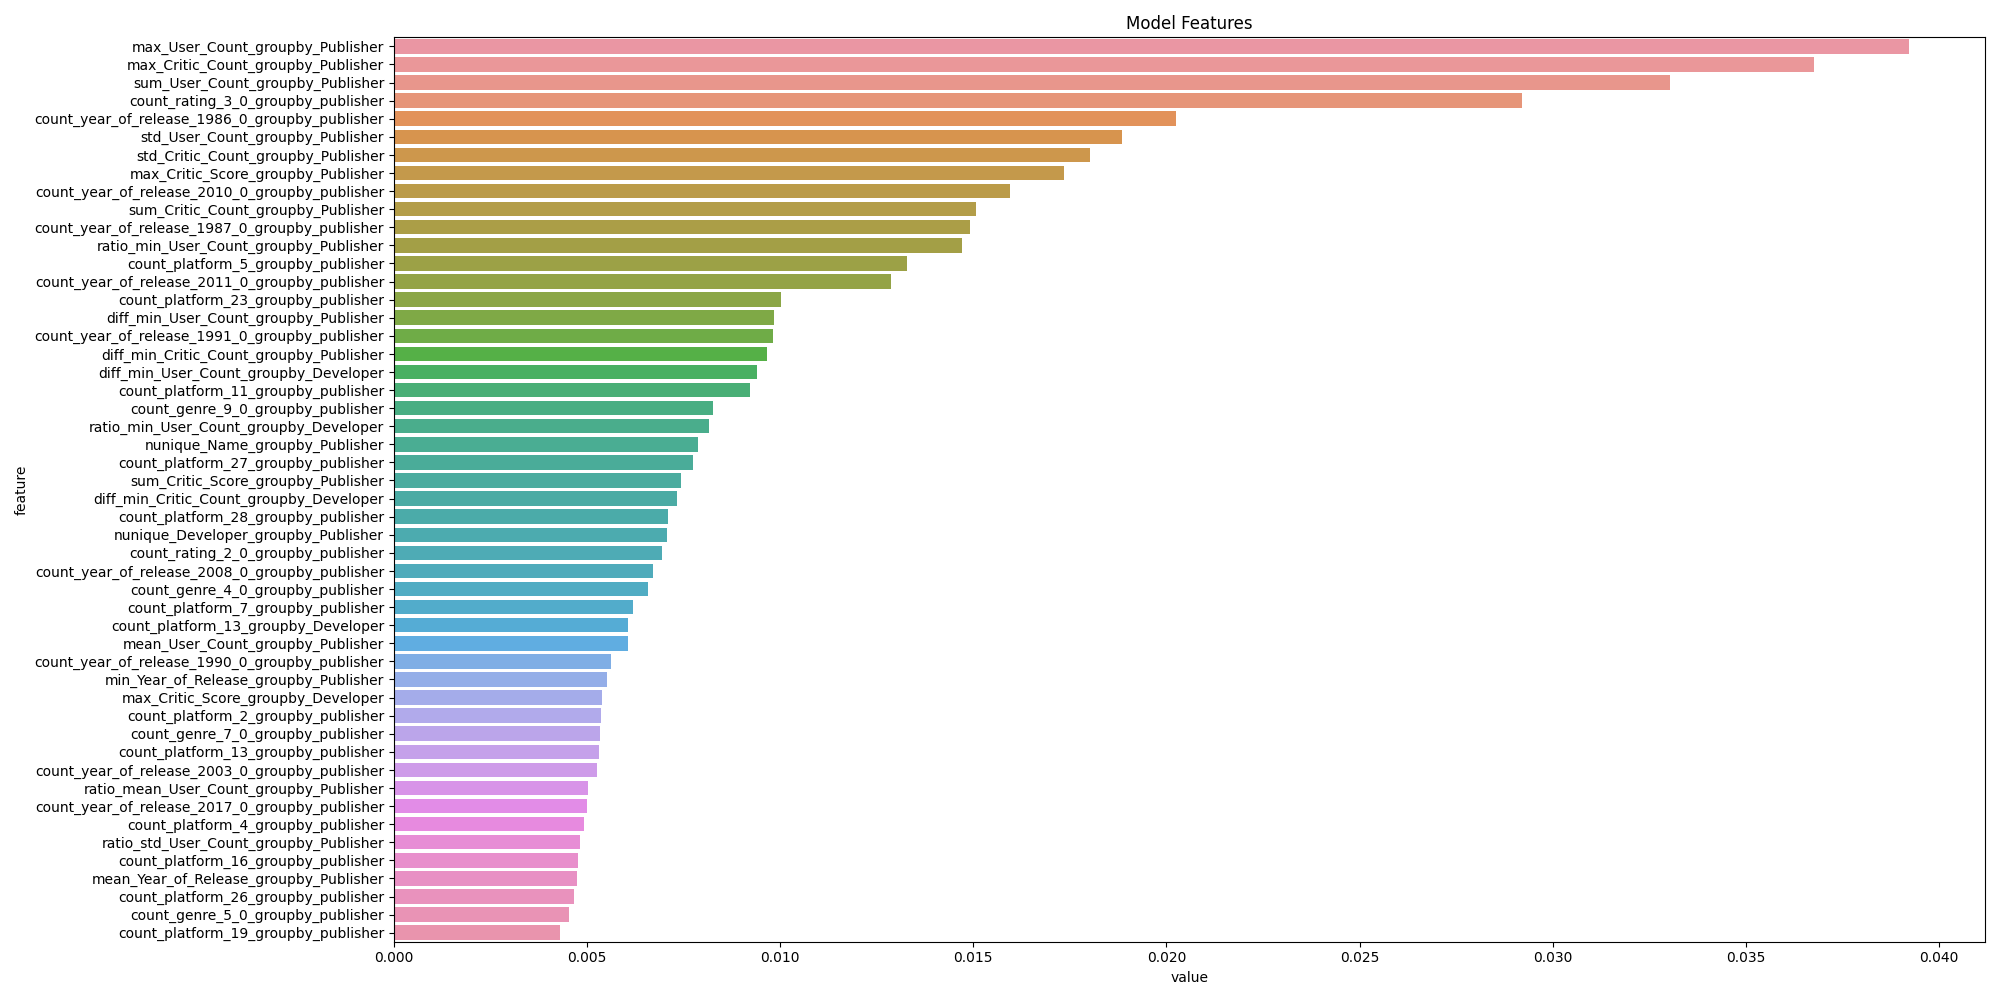 Model Features
max_User_Count_groupby_Publisher
max_Critic_Count_groupby_Publisher
sum_User_Count_groupby_Publisher
count_rating_3_0_groupby_publisher
count_year_of_release_1986_0_groupby_publisher
std_User_Count_groupby_Publisher
std_Critic_Count_groupby_Publisher
max_Critic_Score_groupby_Publisher
count_year_of_release_2010_0_groupby_publisher
sum_Critic_Count_groupby_Publisher
count_year_of_release_1987_0_groupby_publisher
ratio_min_User_Count_groupby_Publisher
count_platform_5_groupby_publisher
count_year_of_release_2011_0_groupby_publisher
count_platform_23_groupby_publisher
diff_min_User_Count_groupby_Publisher
count_year_of_release_1991_0_groupby_publisher
diff_min_Critic_Count_groupby_Publisher
diff_min_User_Count_groupby_Developer
count_platform_11_groupby_publisher
count_genre_9_0_groupby_publisher
ratio_min_User_Count_groupby_Developer
nunique_Name_groupby_Publisher
count_platform_27_groupby_publisher
sum_Critic_Score_groupby_Publisher
diff_min_Critic_Count_groupby_Developer
count_platform_28_groupby_publisher
nunique_Developer_groupby_Publisher
count_rating_2_0_groupby_publisher
count_year_of_release_2008_0_groupby_publisher
count_genre_4_0_groupby_publisher
count_platform_7_groupby_publisher
count_platform_13_groupby_Developer
mean_User_Count_groupby_Publisher
count_year_of_release_1990_0_groupby_publisher
min_Year_of_Release_groupby_Publisher
max_Critic_Score_groupby_Developer
count_platform_2_groupby_publisher
count_genre_7_0_groupby_publisher
count_platform_13_groupby_publisher
count_year_of_release_2003_0_groupby_publisher
ratio_mean_User_Count_groupby_Publisher
count_year_of_release_2017_0_groupby_publisher
count_platform_4_groupby_publisher
ratio_std_User_Count_groupby_Publisher
count_platform_16_groupby_publisher
mean_Year_of_Release_groupby_Publisher
count_platform_26_groupby_publisher
count_genre_5_0_groupby_publisher
count_platform_19_groupby_publisher
feature
0.000 0.005 0.010 0.015 0.020 0.025 0.030 0.035 0.040
value